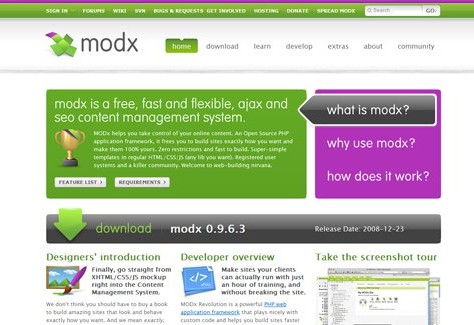 SIGN IN FORUMS WIKI SVN BUGS & REQUESTS GET INVOLVED HOSTING DONATE SPREAD MODX Search... GO
modx home download learn develop extras about community
modx is a free, fast and flexible, ajax and
seo content management system.
MODx helps you take control of your online content. An Open Source PHP
application framework, it frees you to build sites exactly how you want and
make them 100% yours. Zero restrictions and fast to build. Super-simple
templates in regular HTML/CSS/JS (any lib you want). Registered user
systems and a killer community. Welcome to web-building nirvana.
FEATURE LIST
REQUIREMENTS
what is modx?
why use modx?
how does it work?
download modx 0.9.6.3 Release Date: 2008-12-23
Designers' introduction
Finally, go straight from
XHTML/CSS/JS mockup
right into the Content
Management System.
We don't think you should have to buy a book
to build amazing sites that look and behave
exactly how you want. And we mean exactly,
Developer overview
Make sites your clients
can actually run with just
an hour of training, and
without breaking the site.
MODx Revolution is a powerful PHP web
application framework that plays nicely with
custom code and helps you build sites faster
Take the screenshot tour